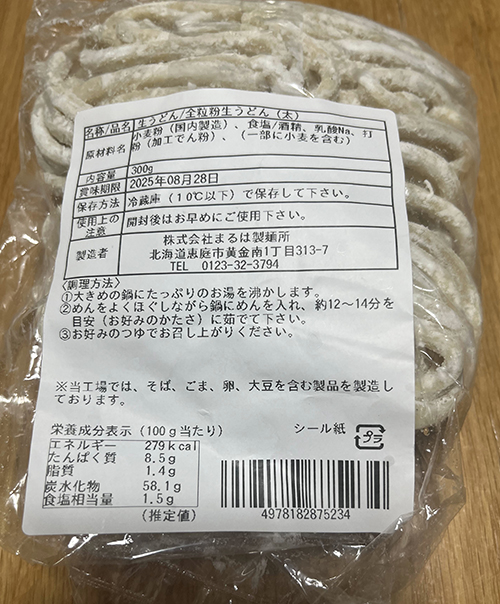 名称/品名 生うどん/全粒粉生うどん（太）
原材料名 小麦粉（国内製造）、食塩/酒精、乳酸Na、打
粉（加工でん粉）、（一部に小麦を含む）
内容量 300g
賞味期限 2025年08月28日
保存方法 冷蔵庫（10℃以下）で保存して下さい。
使用上の注意 開封後はお早めにご使用下さい。
製造者 株式会社まるは製麺所
北海道恵庭市黄金南1丁目313-7
TEL 0123-32-3794
〈調理方法〉
①大きめの鍋にたっぷりのお湯を沸かします。
②めんをよくほぐしながら鍋にめんを入れ、約12～14分を
目安（お好みのかたさ）に茹でて下さい。
③お好みのつゆでお召し上がりください。
※当工場では、そば、ごま、卵、大豆を含む製品を製造し
ております。
栄養成分表示（100g当たり）
エネルギー 279kcal
たんぱく質 8.5g
脂質 1.4g
炭水化物 58.1g
食塩相当量 1.5g
（推定値）
シール紙 プラ
4978182875234